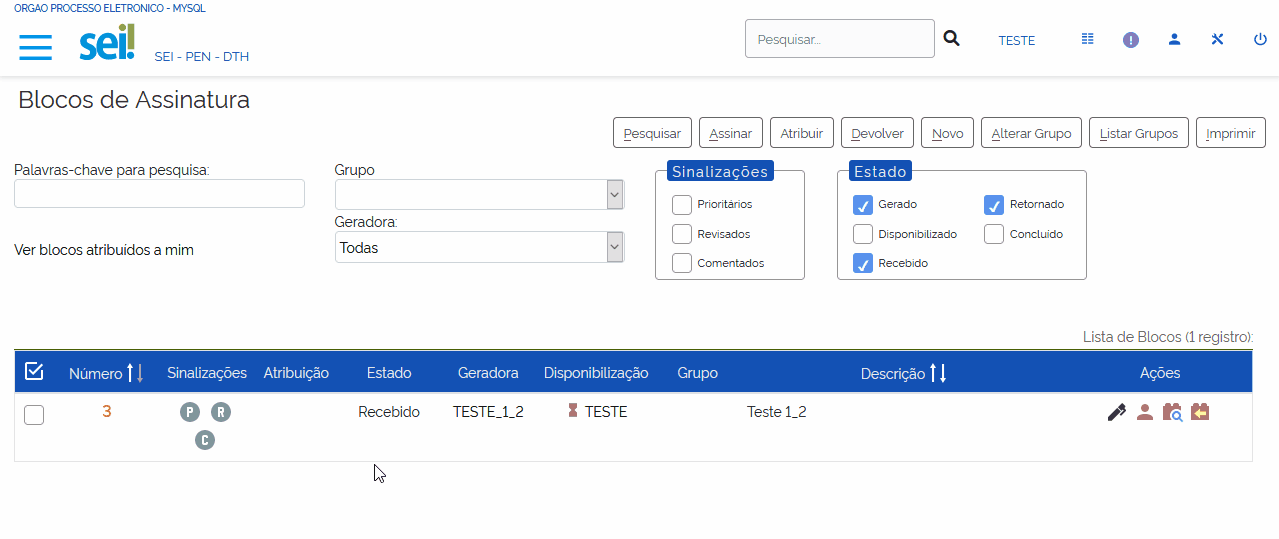 ORGAO PROCESSO ELETRONICO - MYSQL
sei!
SEI - PEN - DTH
Pesquisar...
TESTE
Blocos de Assinatura
Pesquisar
Assinar
Atribuir
Devolver
Novo
Alterar Grupo
Listar Grupos
Imprimir
Palavras-chave para pesquisa:
Ver blocos atribuídos a mim
Grupo
Geradora:
Todas
Sinalizações
Prioritários
Revisados
Comentados
Estado
Gerado
Retornado
Disponibilizado
Concluído
Recebido
Lista de Blocos (1 registro):
Número Sinalizações Atribuição Estado Geradora Disponibilização Grupo Descrição Ações
3 P R Recebido TESTE_1_2 TESTE Teste 1_2
C